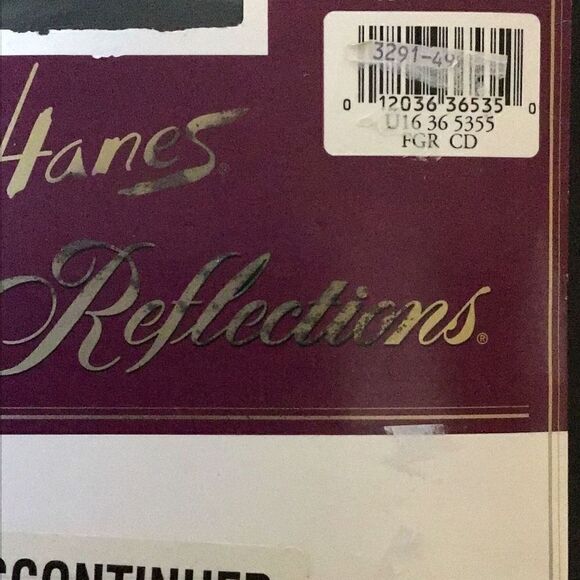 3291-49
0 12036 36535 0
U16 36 5355
FGR CD
Hanes®
Reflections®